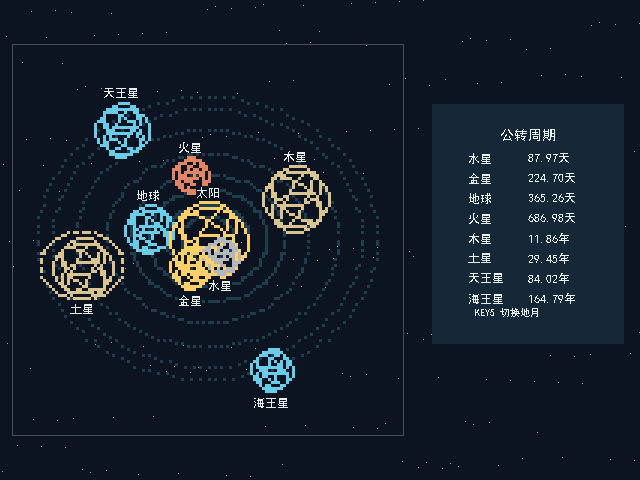 天王星
火星
木星
太阳
地球
水星
金星
土星
海王星
公转周期
水星 87.97天
金星 224.70天
地球 365.26天
火星 686.98天
木星 11.86年
土星 29.45年
天王星 84.02年
海王星 164.79年
KEYS 切换地月